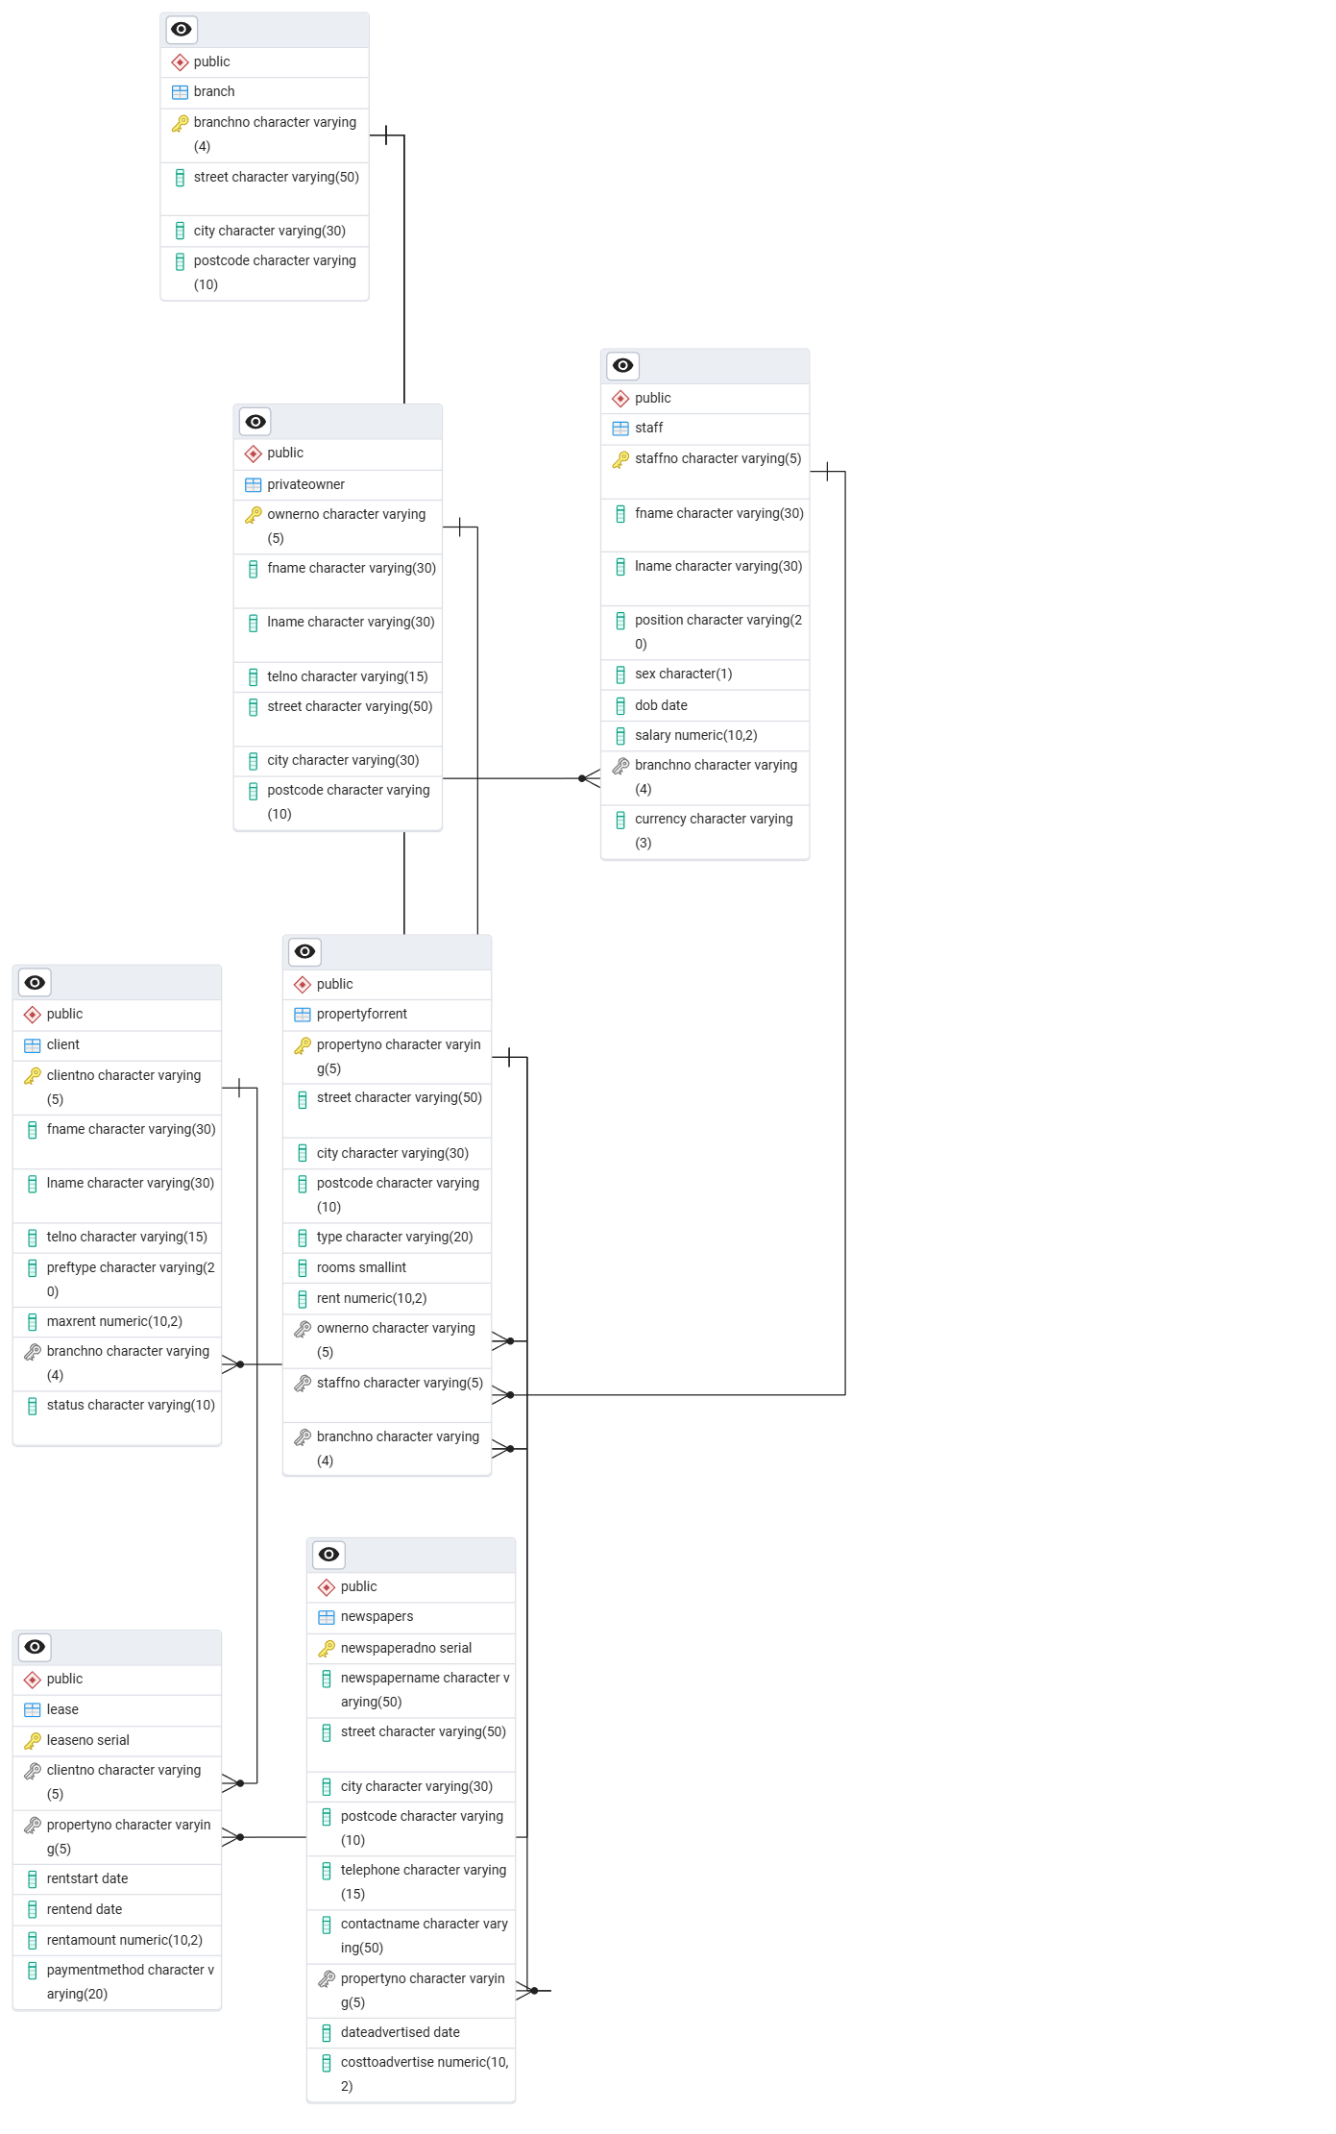 public
branch
branchno character varying
(4)
street character varying(50)
city character varying(30)
postcode character varying
(10)
public
staff
staffno character varying(5)
fname character varying(30)
lname character varying(30)
position character varying(2
0)
sex character(1)
dob date
salary numeric(10,2)
branchno character varying
(4)
currency character varying
(3)
public
privateowner
ownerno character varying
(5)
fname character varying(30)
lname character varying(30)
telno character varying(15)
street character varying(50)
city character varying(30)
postcode character varying
(10)
public
client
clientno character varying
(5)
fname character varying(30)
lname character varying(30)
telno character varying(15)
preftype character varying(2
0)
maxrent numeric(10,2)
branchno character varying
(4)
status character varying(10)
public
propertyforrent
propertyno character varyin
g(5)
street character varying(50)
city character varying(30)
postcode character varying
(10)
type character varying(20)
rooms smallint
rent numeric(10,2)
ownerno character varying
(5)
staffno character varying(5)
branchno character varying
(4)
public
lease
leaseno serial
clientno character varying
(5)
propertyno character varyin
g(5)
rentstart date
rentend date
rentamount numeric(10,2)
paymentmethod character v
arying(20)
public
newspapers
newspaperadno serial
newspapername character v
arying(50)
street character varying(50)
city character varying(30)
postcode character varying
(10)
telephone character varying
(15)
contactname character vary
ing(50)
propertyno character varyin
g(5)
dateadvertised date
costtoadvertise numeric(10,
2)